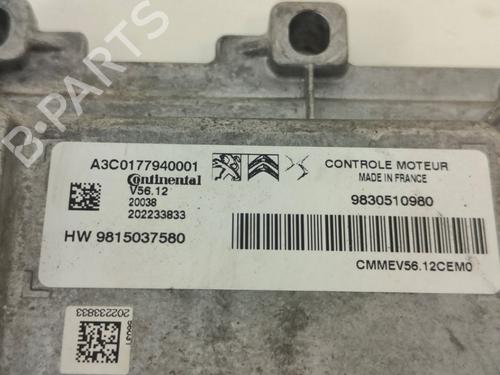 B-PARTS
A3C0177940001
Continental
V56.12
20038
202233833
HW 9815037580
CONTROLE MOTEUR
MADE IN FRANCE
9830510980
CMMEV56.12CEM0
202233833